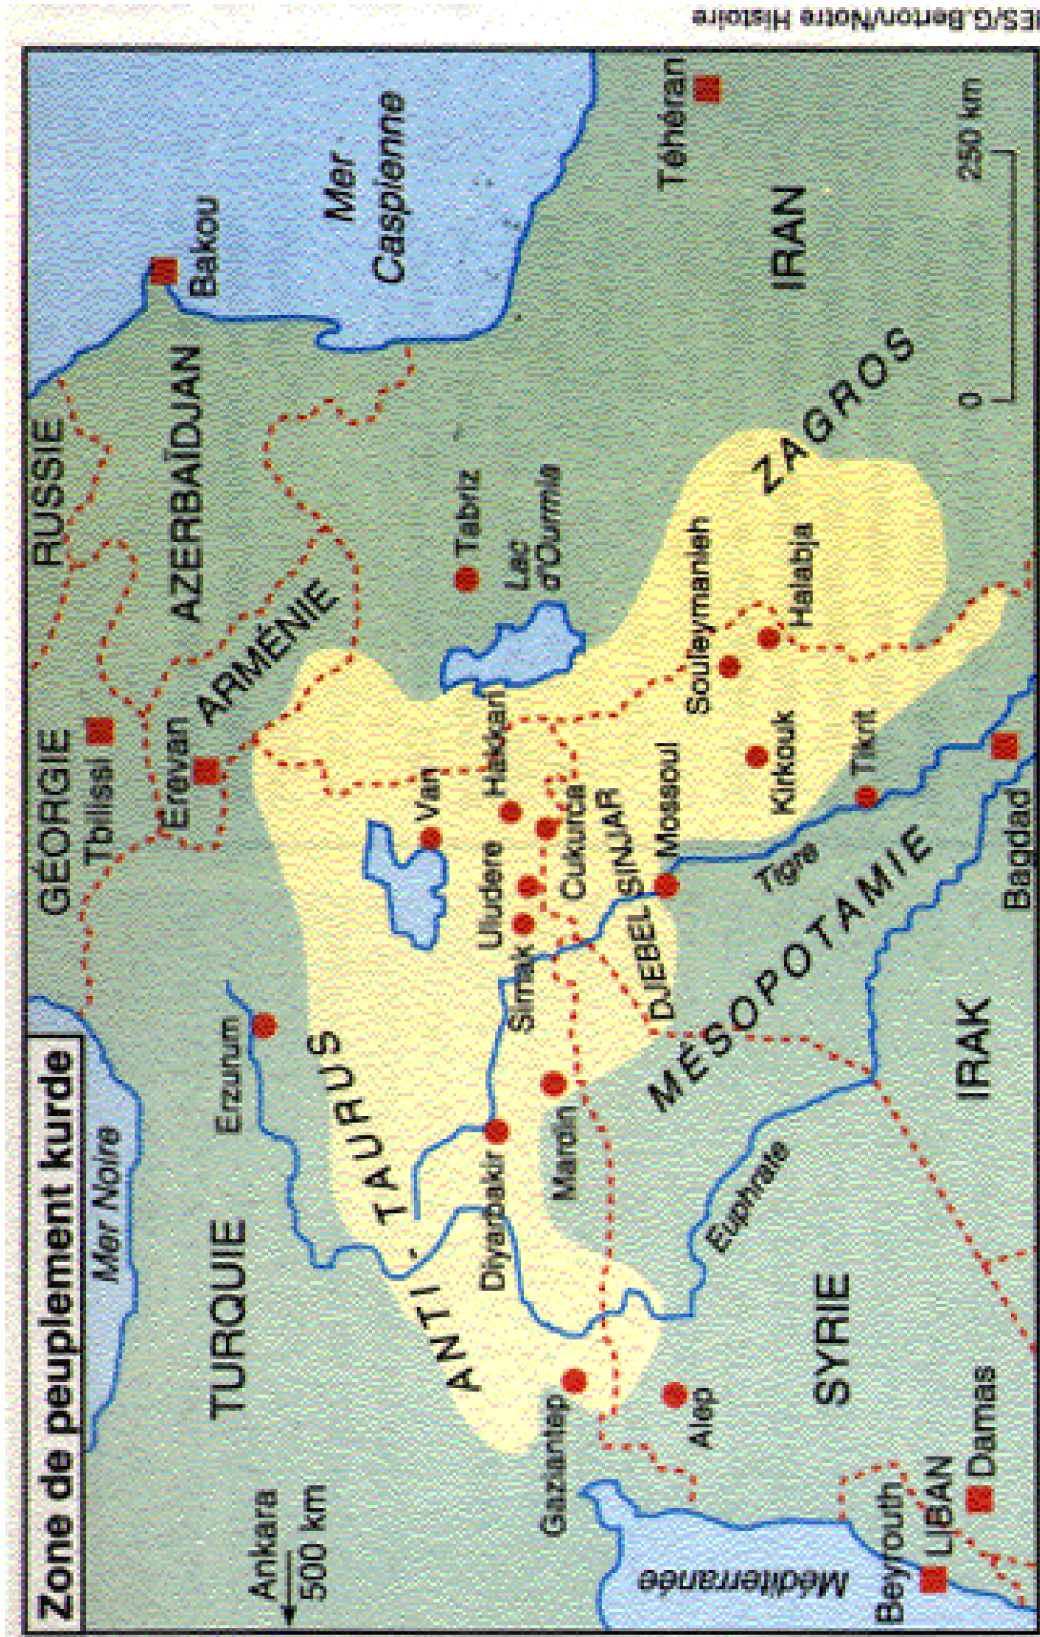 Zone de peuplement kurde
IES/G.Berton/Notre Histoire
Mer Noire
GÉORGIE
RUSSIE
Tbilissi
Bakou
AZERBAÏDJAN
Erevan
ARMÉNIE
Mer
Caspienne
TURQUIE
Ankara
500 km
Erzurum
ANTI-TAURUS
Van
Tabriz
Lac
d'Ourmia
Hakkari
Uludere
Sirnak
Cukurca
Diyarbakir
Mardin
Gaziantep
DJEBEL SINJAR
Mossoul
Souleymanieh
Halabja
Kirkouk
Tikrit
ZAGROS
Téhéran
IRAN
Alep
Euphrate
Tigre
MÉSOPOTAMIE
Méditerranée
SYRIE
IRAK
Bagdad
Beyrouth
LIBAN
Damas
0
250 km